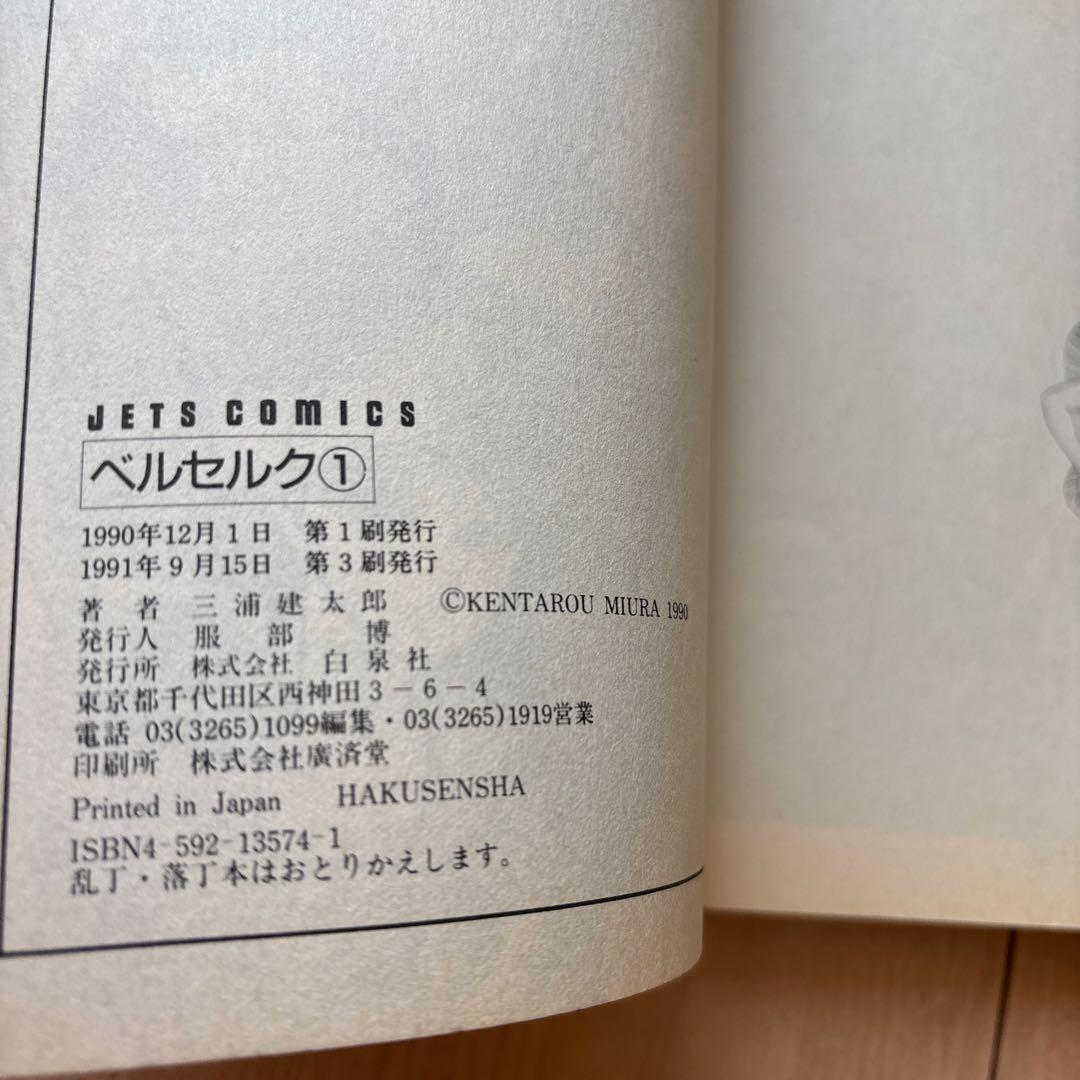 JETS COMICS
ベルセルク①
1990年12月1日 第1刷発行
1991年9月15日 第3刷発行
著者 三浦建太郎 ©KENTAROU MIURA 1990
発行人 服部博
発行所 株式会社 白泉社
東京都千代田区西神田3-6-4
電話 03(3265)1099編集・03(3265)1919営業
印刷所 株式会社廣済堂
Printed in Japan HAKUSENSHA
ISBN4-592-13574-1
乱丁・落丁本はおとりかえします。